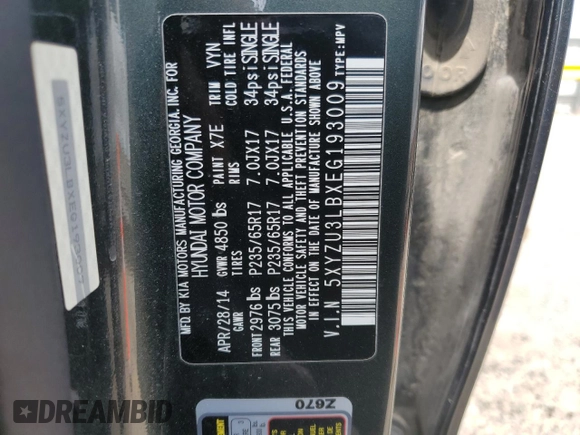 MFD. BY KIA MOTORS MANUFACTURING GEORGIA, INC. FOR
HYUNDAI MOTOR COMPANY
APR/28/14 GVWR 4850 lbs PAINT X7E TRIM VYN
GAWR TIRES RIMS COLD TIRE INFL
FRONT 2976 lbs P235/65R17 7.0JX17 34psi SINGLE
REAR 3075 lbs P235/65R17 7.0JX17 34psi SINGLE
THIS VEHICLE CONFORMS TO ALL APPLICABLE U.S.A. FEDERAL
MOTOR VEHICLE SAFETY AND THEFT PREVENTION STANDARDS
IN EFFECT ON THE DATE OF MANUFACTURE SHOWN ABOVE.
V.I.N 5XYZU3LBXEG193009 TYPE:MPV
Z670
DREAMBID